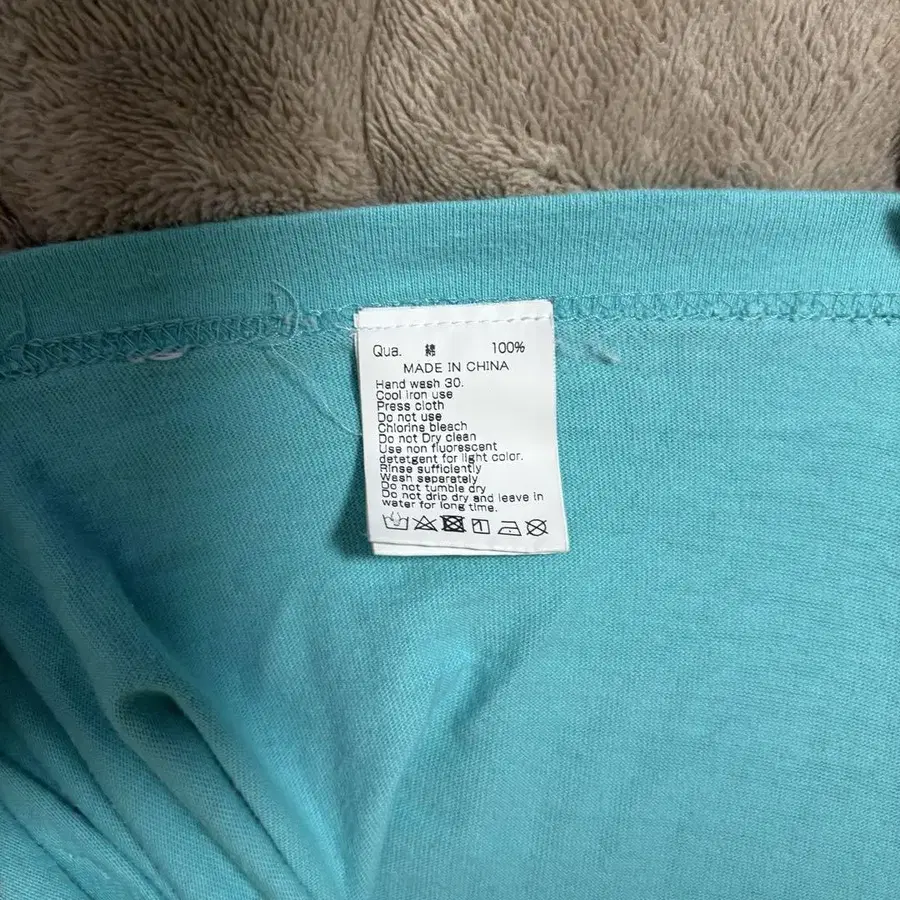 Qua. 綿 100%
MADE IN CHINA
Hand wash 30.
Cool iron use
Press cloth
Do not use
Chlorine bleach
Do not Dry clean
Use non fluorescent
detetgent for light color.
Rinse sufficiently
Wash separately
Do not tumble dry
Do not drip dry and leave in
water for long time.